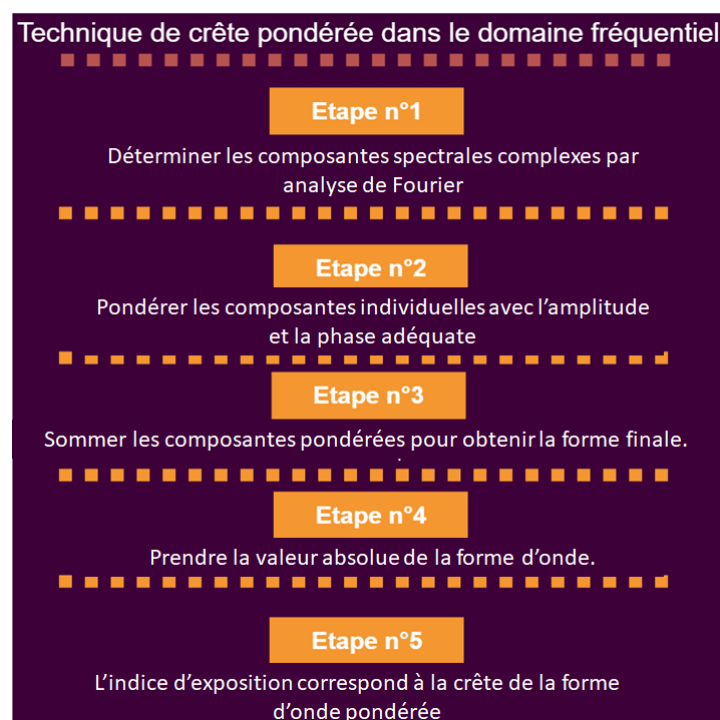 Technique de crête pondérée dans le domaine fréquentiel
Etape n°1
Déterminer les composantes spectrales complexes par
analyse de Fourier
Etape n°2
Pondérer les composantes individuelles avec l’amplitude
et la phase adéquate
Etape n°3
Sommer les composantes pondérées pour obtenir la forme finale.
Etape n°4
Prendre la valeur absolue de la forme d’onde.
Etape n°5
L’indice d’exposition correspond à la crête de la forme
d’onde pondérée